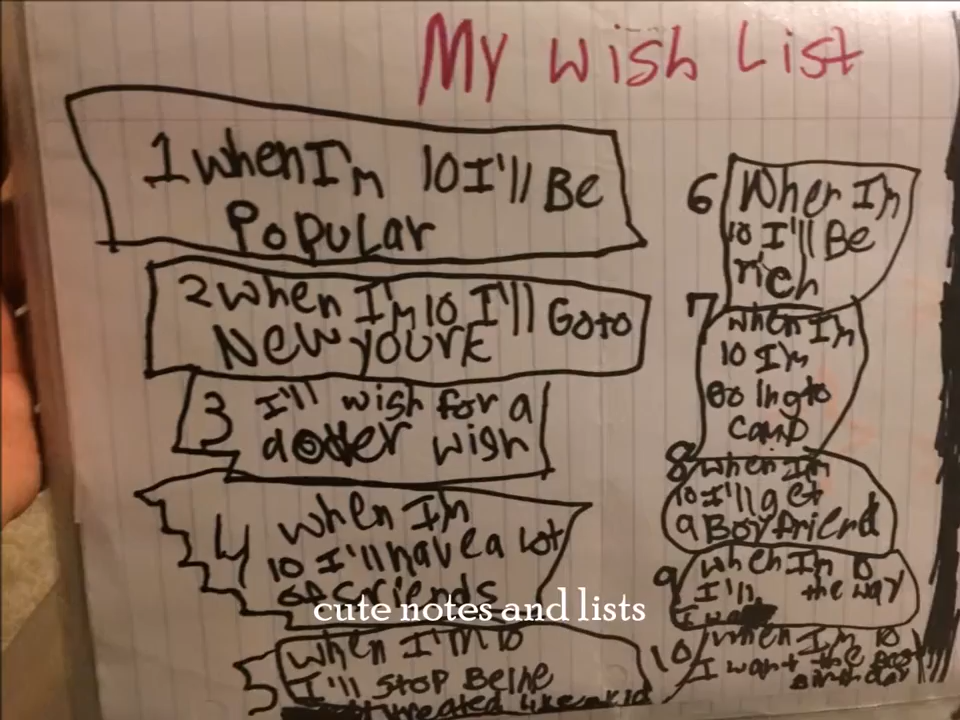 My wish List
1 when I'm 10 I'll Be
Popular
2 when I'm 10 I'll Go to
New yourk
3 I'll wish for a
wish
4 when Im
10 I'll have a lot
friends
5 when I'm 10
I'll stop Beine
treated like a kid
6 When I'm
10 I'll Be
rich
7 when I'm
10 I'm
Going to
camp
8 when Im
10 I'll get
a Boyfriend
9 when Im 10
I'll the way
I
10 when I'm 10
I want the Best
Birthday
cute notes and lists